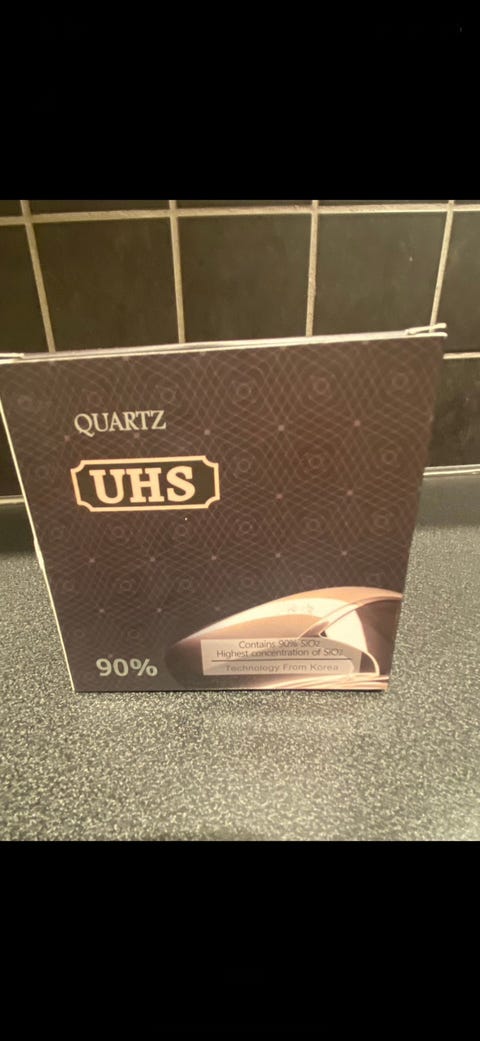 QUARTZ
UHS
90%
Contains 90% SiO2
Highest concentration of SiO2
Technology From Korea